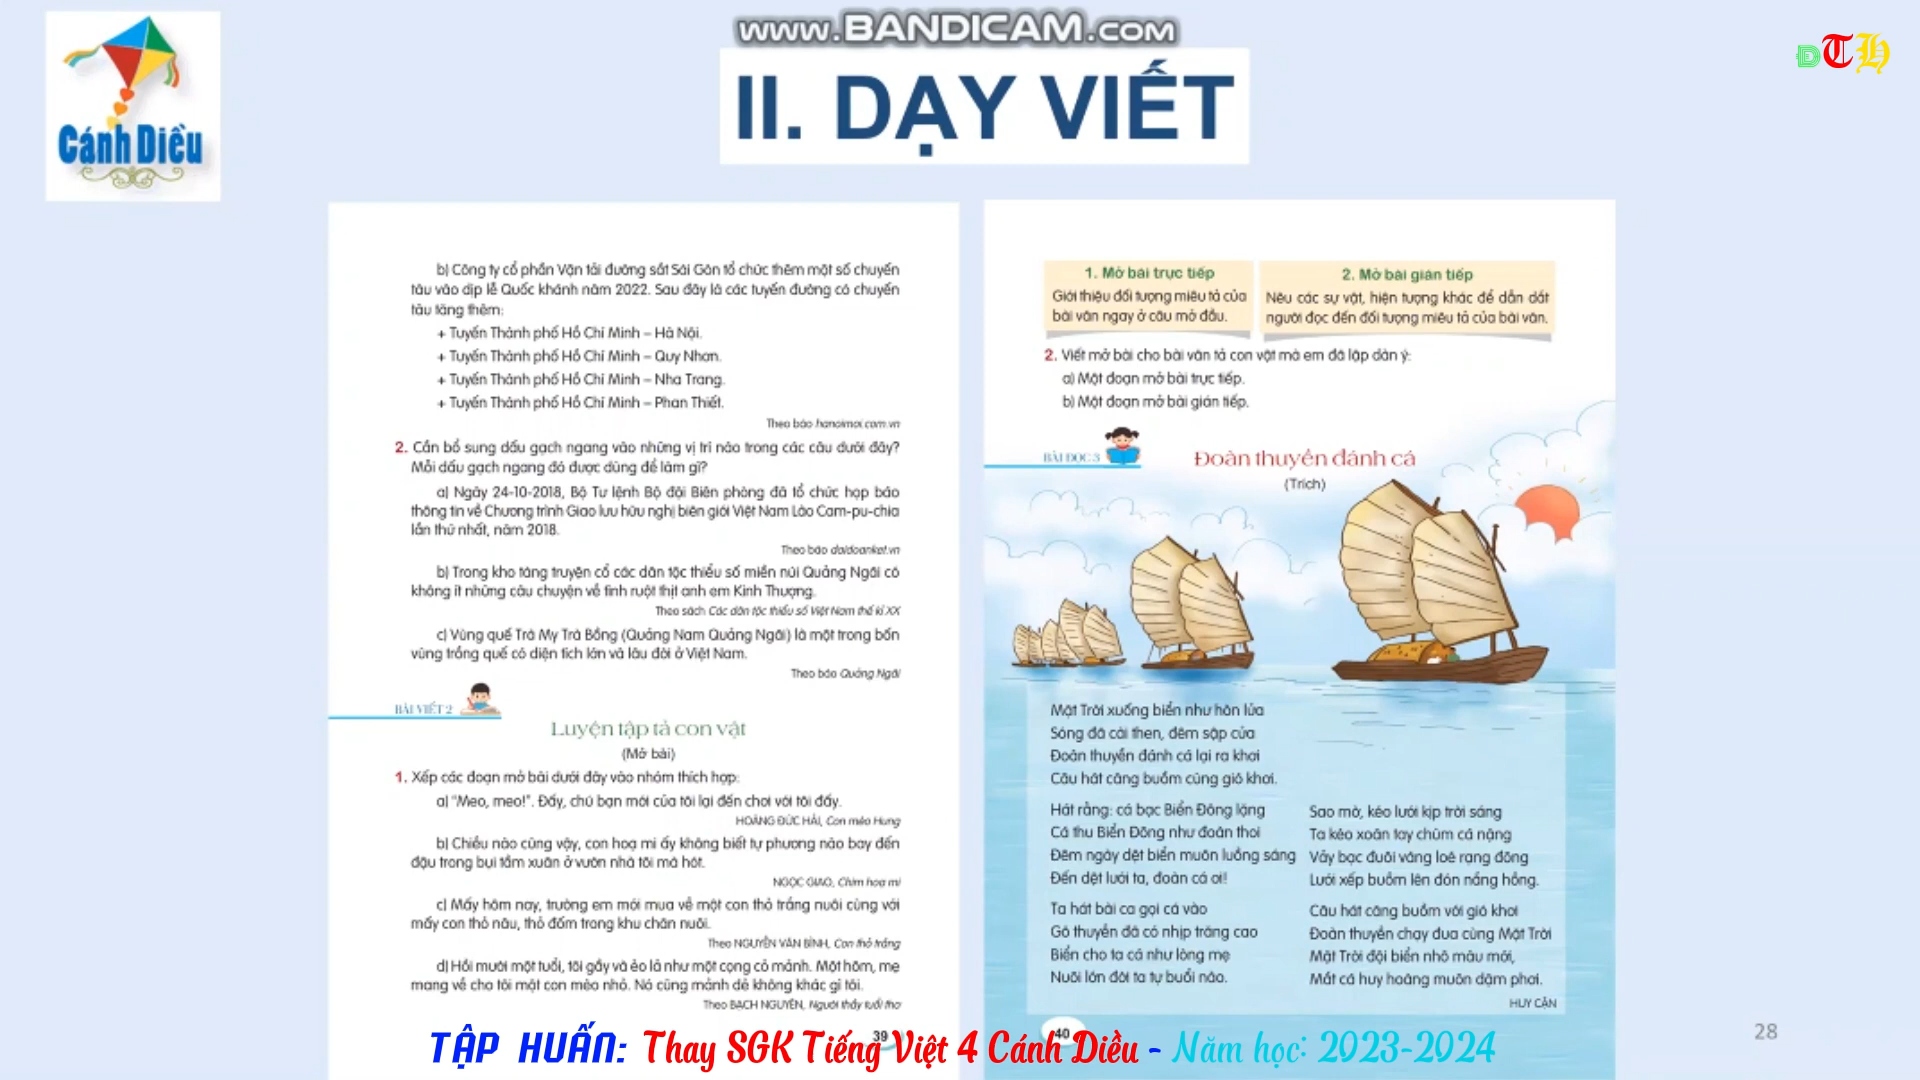 www.BANDICAM.com
ĐTH
Cánh Diều
II. DẠY VIẾT
b) Công ty cổ phần Vận tải đường sắt Sài Gòn tổ chức thêm một số chuyến
tàu vào dịp lễ Quốc khánh năm 2022. Sau đây là các tuyến đường có chuyến
tàu tăng thêm:
+ Tuyến Thành phố Hồ Chí Minh – Hà Nội.
+ Tuyến Thành phố Hồ Chí Minh – Quy Nhơn.
+ Tuyến Thành phố Hồ Chí Minh – Nha Trang.
+ Tuyến Thành phố Hồ Chí Minh – Phan Thiết.
Theo báo hanoimoi.com.vn
2. Cần bổ sung dấu gạch ngang vào những vị trí nào trong các câu dưới đây?
Mỗi dấu gạch ngang đó được dùng để làm gì?
a) Ngày 24-10-2018, Bộ Tư lệnh Bộ đội Biên phòng đã tổ chức họp báo
thông tin về Chương trình Giao lưu hữu nghị biên giới Việt Nam Lào Cam-pu-chia
lần thứ nhất, năm 2018.
Theo báo daidoanket.vn
b) Trong kho tàng truyện cổ các dân tộc thiểu số miền núi Quảng Ngãi có
không ít những câu chuyện về tình ruột thịt anh em Kinh Thượng.
Theo sách Các dân tộc thiểu số Việt Nam thế kỉ XX
c) Vùng quế Trà My Trà Bồng (Quảng Nam Quảng Ngãi) là một trong bốn
vùng trồng quế có diện tích lớn và lâu đời ở Việt Nam.
Theo báo Quảng Ngãi
BÀI VIẾT 2
Luyện tập tả con vật
(Mở bài)
1. Xếp các đoạn mở bài dưới đây vào nhóm thích hợp:
a) "Meo, meo!". Đấy, chú bạn mới của tôi lại đến chơi với tôi đấy.
HOÀNG ĐỨC HẢI, Con mèo Hung
b) Chiều nào cũng vậy, con hoạ mi ấy không biết tự phương nào bay đến
đậu trong bụi tầm xuân ở vườn nhà tôi mà hót.
NGỌC GIAO, Chim hoạ mi
c) Mấy hôm nay, trường em mới mua về một con thỏ trắng nuôi cùng với
mấy con thỏ nâu, thỏ đốm trong khu chăn nuôi.
Theo NGUYỄN VĂN BÌNH, Con thỏ trắng
d) Hồi mười một tuổi, tôi gầy và ẻo lả như một cọng cỏ mảnh. Một hôm, mẹ
mang về cho tôi một con mèo nhỏ. Nó cũng mảnh dẻ không khác gì tôi.
Theo BẠCH NGUYÊN, Người thầy tuổi thơ
39
1. Mở bài trực tiếp
Giới thiệu đối tượng miêu tả của
bài văn ngay ở câu mở đầu.
2. Mở bài gián tiếp
Nêu các sự vật, hiện tượng khác để dẫn dắt
người đọc đến đối tượng miêu tả của bài văn.
2. Viết mở bài cho bài văn tả con vật mà em đã lập dàn ý:
a) Một đoạn mở bài trực tiếp.
b) Một đoạn mở bài gián tiếp.
BÀI ĐỌC 3
Đoàn thuyền đánh cá
(Trích)
Mặt Trời xuống biển như hòn lửa
Sóng đã cài then, đêm sập cửa
Đoàn thuyền đánh cá lại ra khơi
Câu hát căng buồm cùng gió khơi.
Hát rằng: cá bạc Biển Đông lặng
Cá thu Biển Đông như đoàn thoi
Đêm ngày dệt biển muôn luồng sáng
Đến dệt lưới ta, đoàn cá ơi!
Ta hát bài ca gọi cá vào
Gõ thuyền đã có nhịp trăng cao
Biển cho ta cá như lòng mẹ
Nuôi lớn đời ta tự buổi nào.
Sao mờ, kéo lưới kịp trời sáng
Ta kéo xoăn tay chùm cá nặng
Vảy bạc đuôi vàng loé rạng đông
Lưới xếp buồm lên đón nắng hồng.
Câu hát căng buồm với gió khơi
Đoàn thuyền chạy đua cùng Mặt Trời
Mặt Trời đội biển nhô màu mới,
Mắt cá huy hoàng muôn dặm phơi.
HUY CẬN
40
28
TẬP HUẤN: Thay SGK Tiếng Việt 4 Cánh Diều - Năm học: 2023-2024